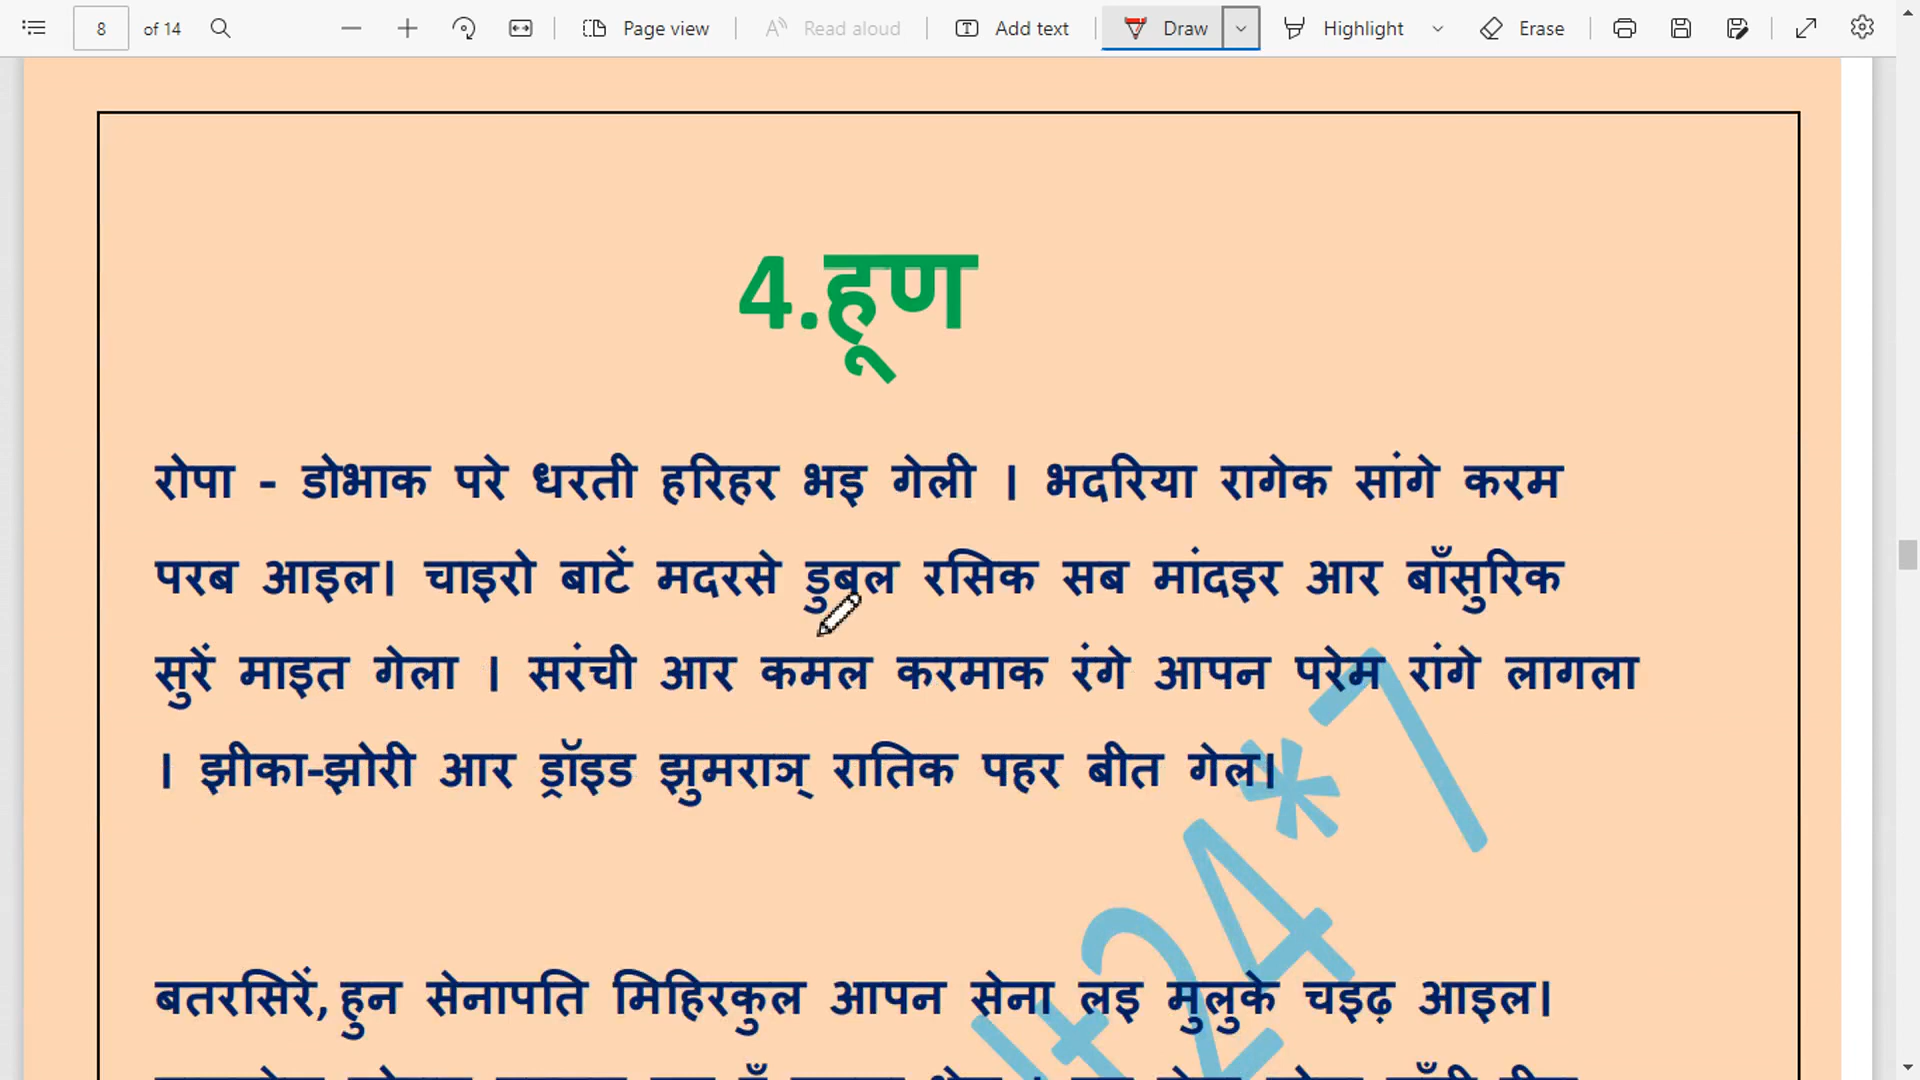 8 of 14 Page view Read aloud Add text Draw Highlight Erase
4.हूण
रोपा - डोभाक परे धरती हरिहर भइ गेली । भदरिया रागेक सांगे करम
परब आइल। चाइरो बाटें मदरसे डुबल रसिक सब मांदइर आर बाँसुरिक
सुरें माइत गेला । सरंची आर कमल करमाक रंगे आपन परेम रांगे लागला
। झीका-झोरी आर ड्रॉइड झुमराञ् रातिक पहर बीत गेल।
24*7
बतरसिरें, हुन सेनापति मिहिरकुल आपन सेना लइ मुलुके चइढ़ आइल।